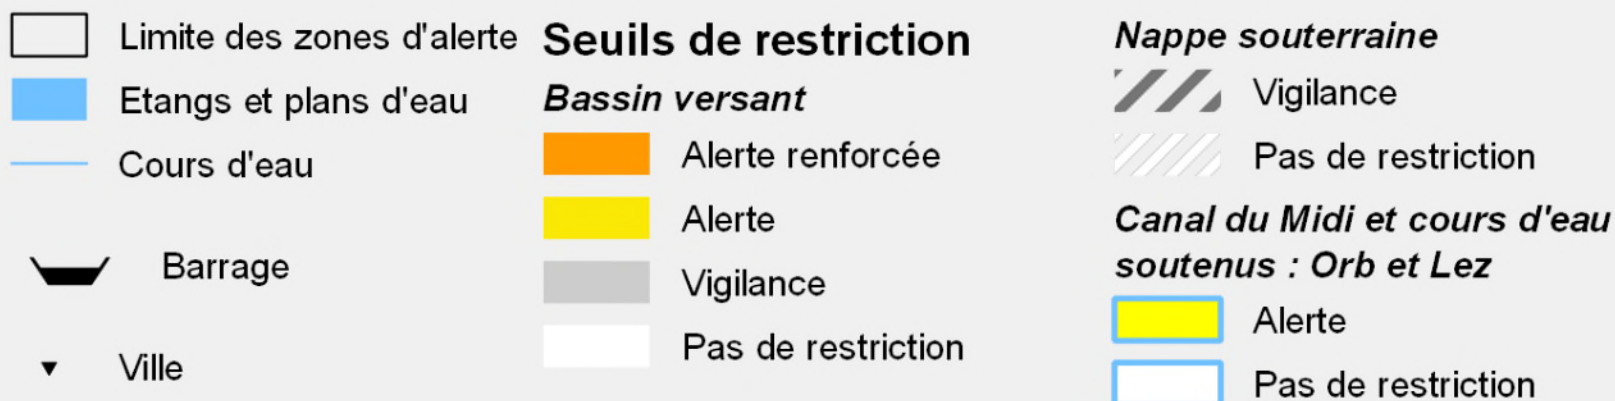 Limite des zones d'alerte
Etangs et plans d'eau
Cours d'eau
Barrage
Ville
Seuils de restriction
Bassin versant
Alerte renforcée
Alerte
Vigilance
Pas de restriction
Nappe souterraine
Vigilance
Pas de restriction
Canal du Midi et cours d'eau
soutenus : Orb et Lez
Alerte
Pas de restriction